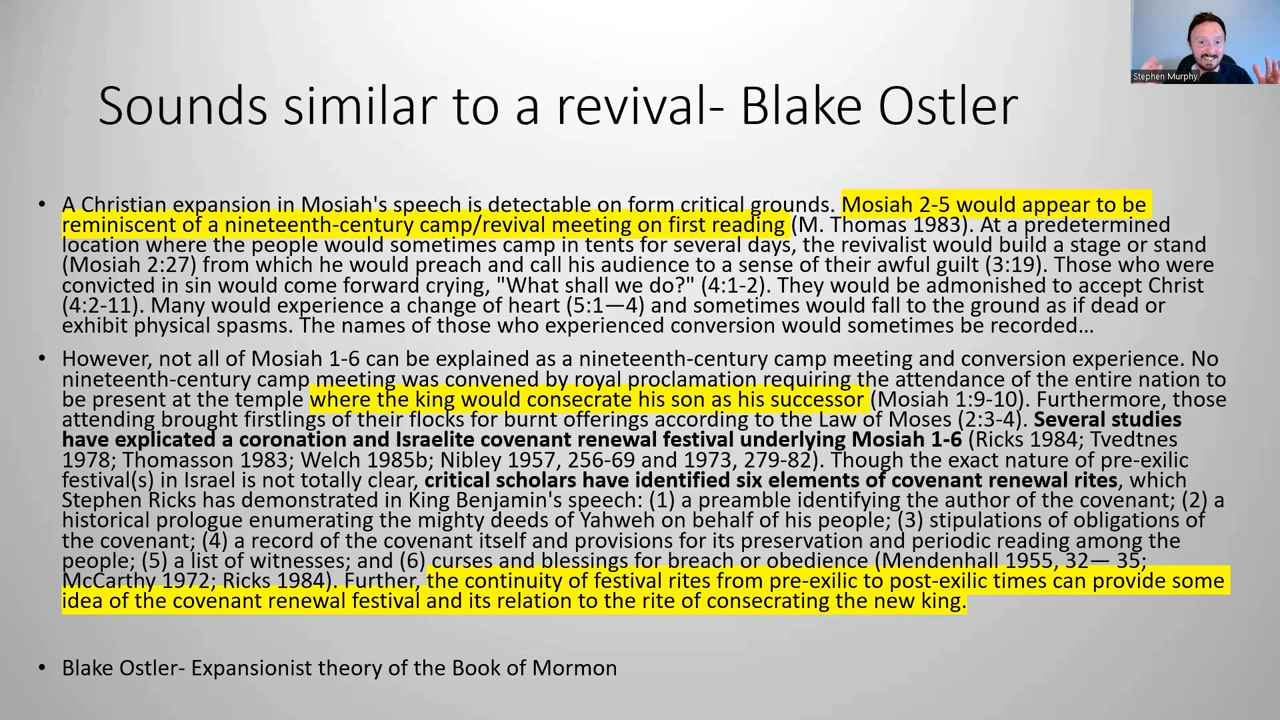 Stephen Murphy
Sounds similar to a revival- Blake Ostler
• A Christian expansion in Mosiah's speech is detectable on form critical grounds. Mosiah 2-5 would appear to be
reminiscent of a nineteenth-century camp/revival meeting on first reading (M. Thomas 1983). At a predetermined
location where the people would sometimes camp in tents for several days, the revivalist would build a stage or stand
(Mosiah 2:27) from which he would preach and call his audience to a sense of their awful guilt (3:19). Those who were
convicted in sin would come forward crying, "What shall we do?" (4:1-2). They would be admonished to accept Christ
(4:2-11). Many would experience a change of heart (5:1—4) and sometimes would fall to the ground as if dead or
exhibit physical spasms. The names of those who experienced conversion would sometimes be recorded…
• However, not all of Mosiah 1-6 can be explained as a nineteenth-century camp meeting and conversion experience. No
nineteenth-century camp meeting was convened by royal proclamation requiring the attendance of the entire nation to
be present at the temple where the king would consecrate his son as his successor (Mosiah 1:9-10). Furthermore, those
attending brought firstlings of their flocks for burnt offerings according to the Law of Moses (2:3-4). Several studies
have explicated a coronation and Israelite covenant renewal festival underlying Mosiah 1-6 (Ricks 1984; Tvedtnes
1978; Thomasson 1983; Welch 1985b; Nibley 1957, 256-69 and 1973, 279-82). Though the exact nature of pre-exilic
festival(s) in Israel is not totally clear, critical scholars have identified six elements of covenant renewal rites, which
Stephen Ricks has demonstrated in King Benjamin's speech: (1) a preamble identifying the author of the covenant; (2) a
historical prologue enumerating the mighty deeds of Yahweh on behalf of his people; (3) stipulations of obligations of
the covenant; (4) a record of the covenant itself and provisions for its preservation and periodic reading among the
people; (5) a list of witnesses; and (6) curses and blessings for breach or obedience (Mendenhall 1955, 32— 35;
McCarthy 1972; Ricks 1984). Further, the continuity of festival rites from pre-exilic to post-exilic times can provide some
idea of the covenant renewal festival and its relation to the rite of consecrating the new king.
• Blake Ostler- Expansionist theory of the Book of Mormon